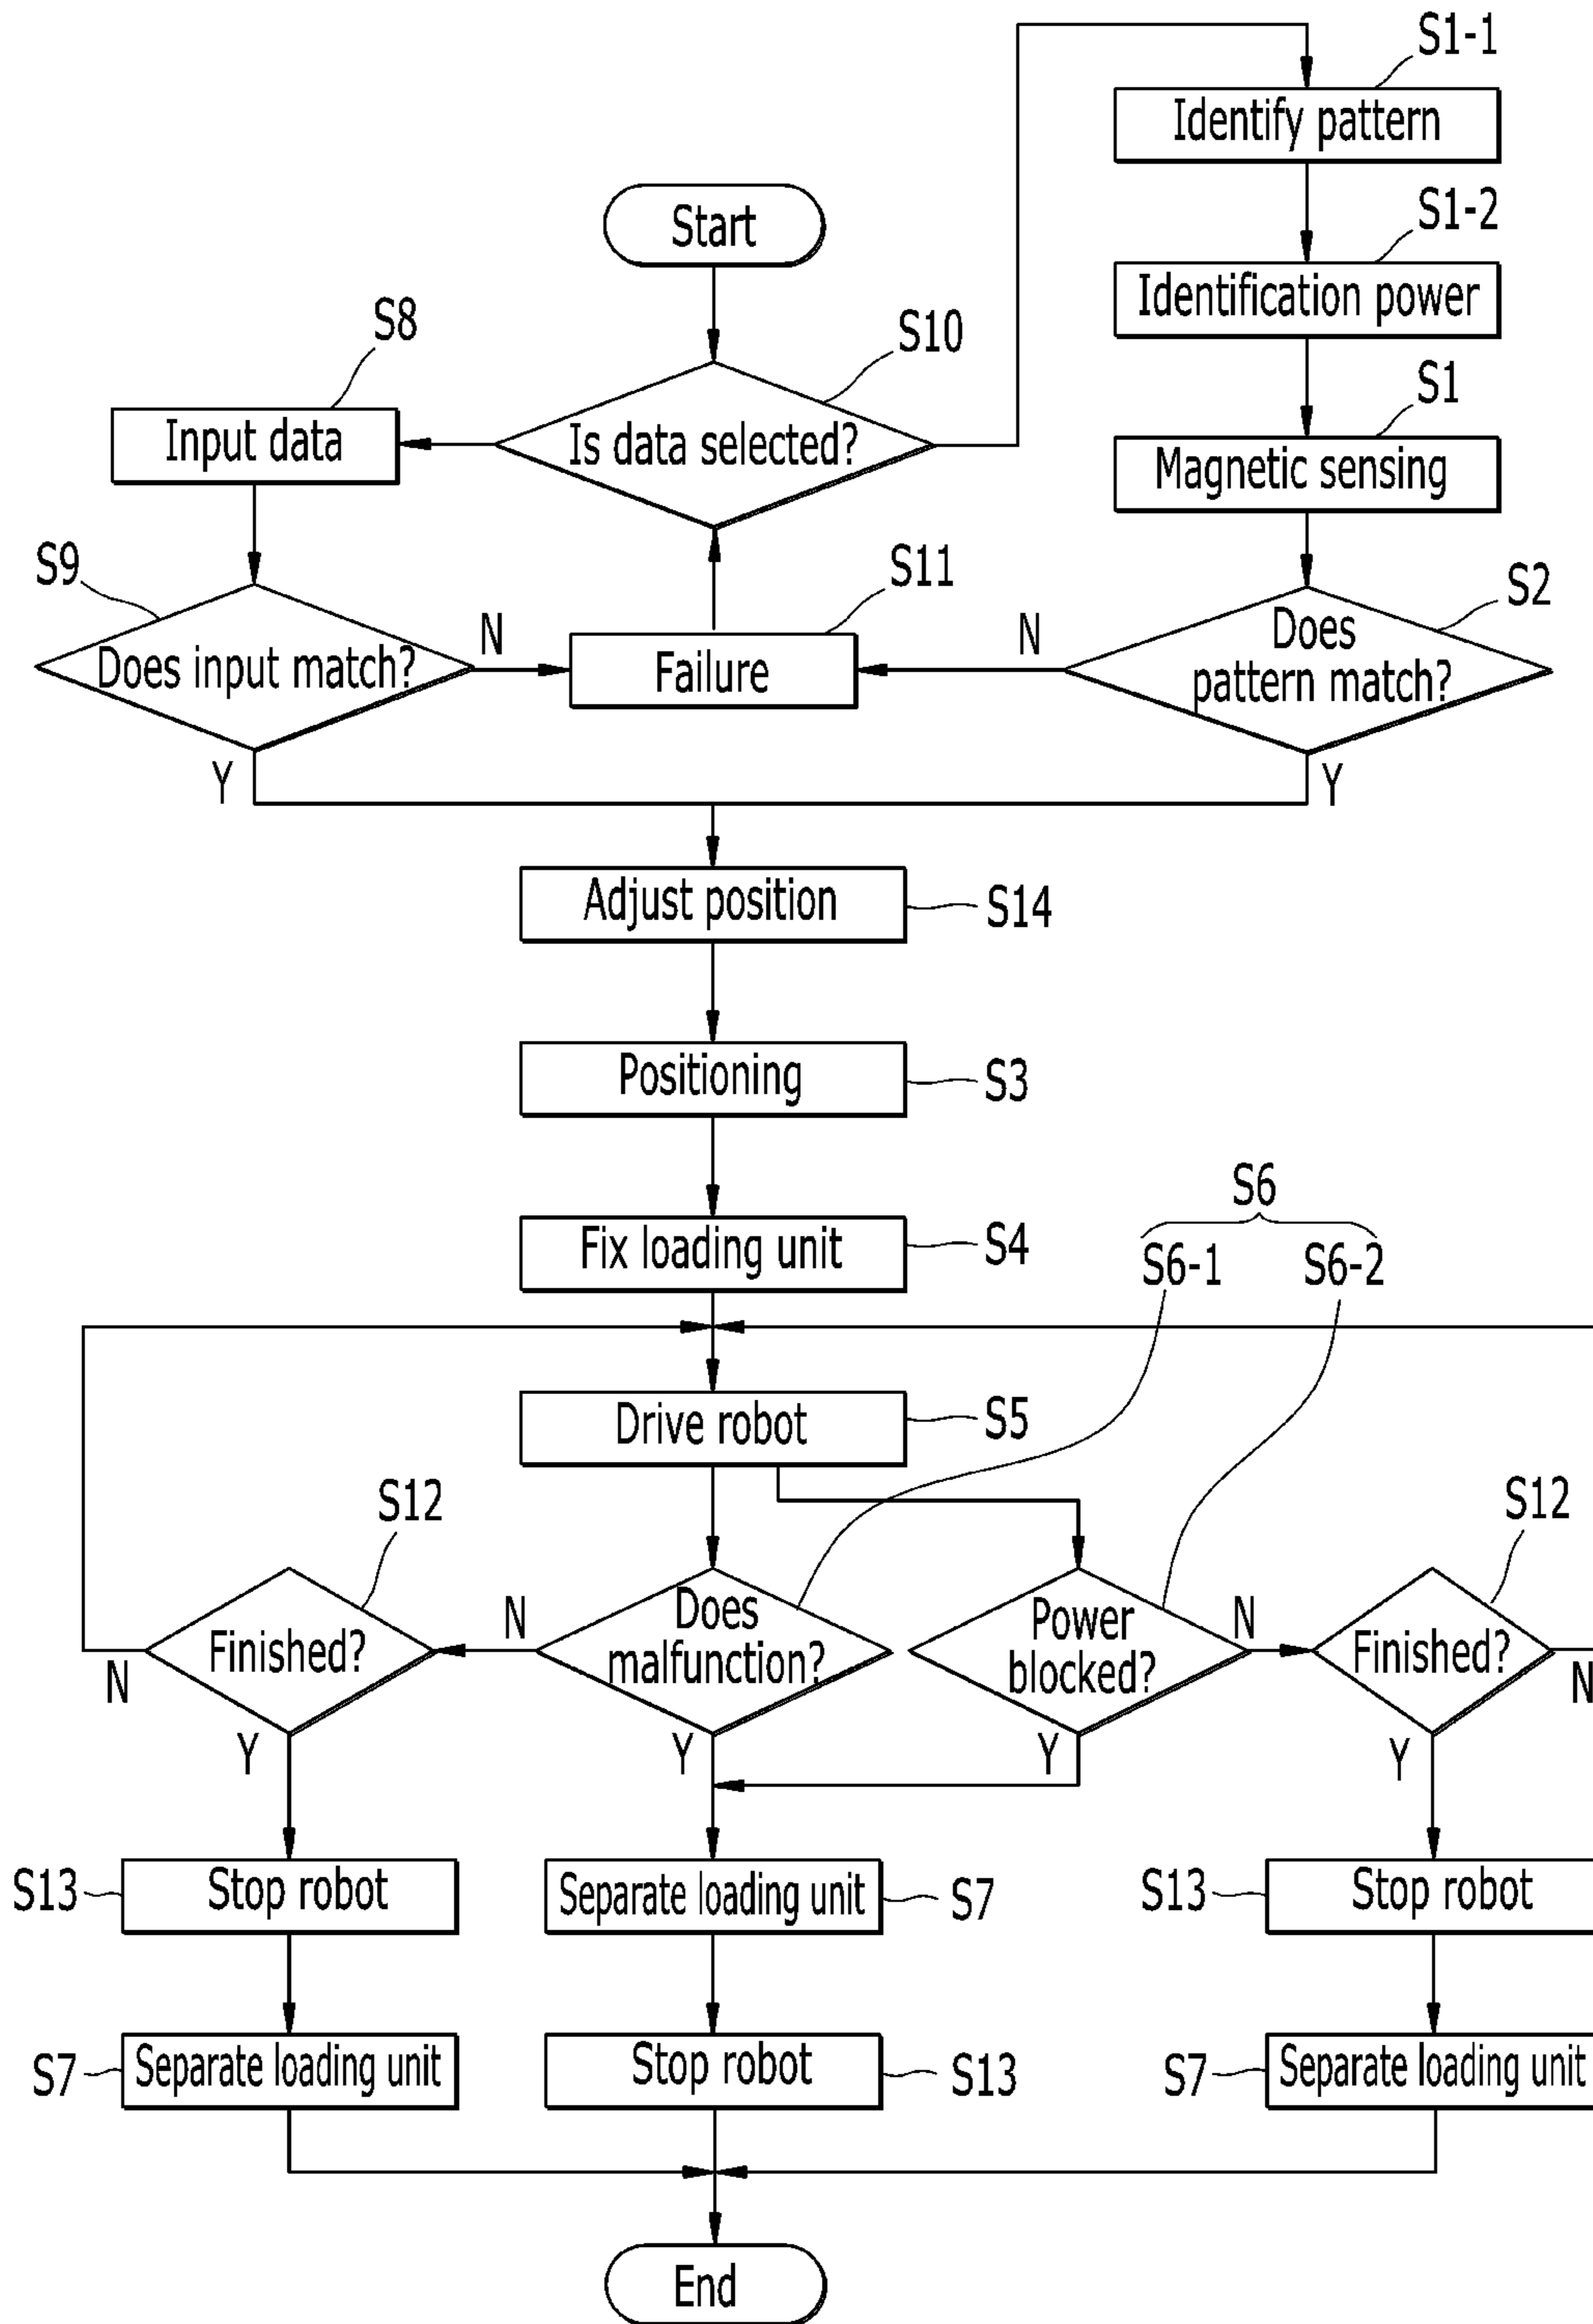 S1-1
Identify pattern
S1-2
Start
Identification power
S8
S10
S1
Input data
Is data selected?
Magnetic sensing
S9
S11
S2
Does input match?
N
Failure
N
Does
pattern match?
Y
Y
Adjust position
S14
Positioning
S3
S6
Fix loading unit
S4
S6-1
S6-2
Drive robot
S5
S12
S12
Finished?
N
Does
malfunction?
Power
blocked?
N
Finished?
N
N
Y
Y
Y
Y
S13
Stop robot
Separate loading unit
S7
S13
Stop robot
S7
Separate loading unit
Stop robot
S13
S7
Separate loading unit
End